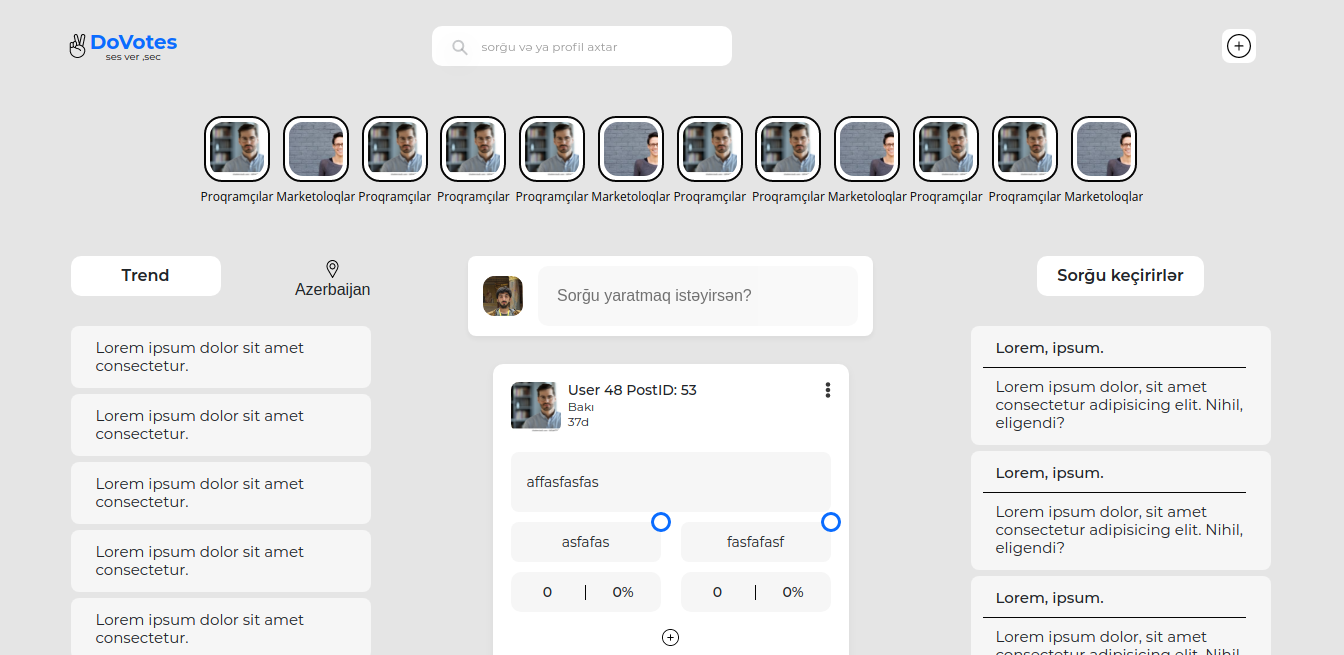 DoVotes
ses ver ,sec
sorğu və ya profil axtar
Proqramçılar Marketoloqlar Proqramçılar Proqramçılar Proqramçılar Marketoloqlar Proqramçılar Proqramçılar Marketoloqlar Proqramçılar Proqramçılar Marketoloqlar
Trend
Azerbaijan
Lorem ipsum dolor sit amet
consectetur.
Lorem ipsum dolor sit amet
consectetur.
Lorem ipsum dolor sit amet
consectetur.
Lorem ipsum dolor sit amet
consectetur.
Lorem ipsum dolor sit amet
consectetur.
Sorğu yaratmaq istəyirsən?
User 48 PostID: 53
Bakı
37d
affasfasfas
asfafas
fasfafasf
0 | 0%
0 | 0%
Sorğu keçirirlər
Lorem, ipsum.
Lorem ipsum dolor, sit amet
consectetur adipisicing elit. Nihil,
eligendi?
Lorem, ipsum.
Lorem ipsum dolor, sit amet
consectetur adipisicing elit. Nihil,
eligendi?
Lorem, ipsum.
Lorem ipsum dolor, sit amet
consectetur adipisicing elit. Nihil,